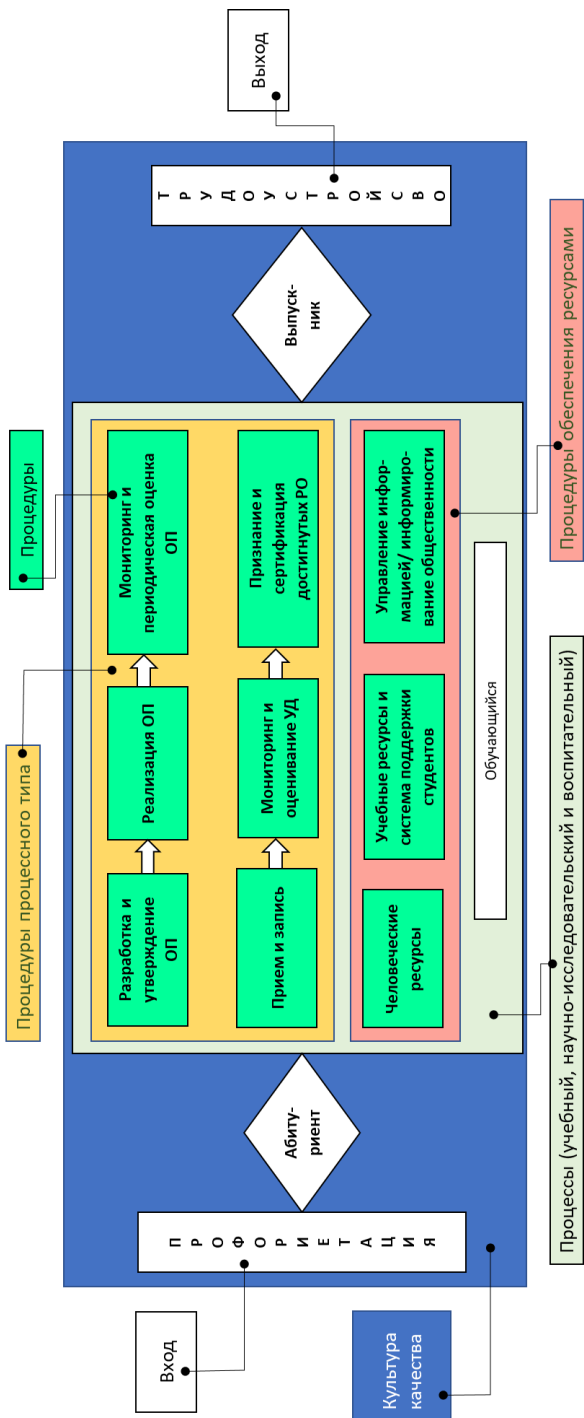 Процедуры процессного типа
Процедуры
Вход
ПРОФОРИЕТАЦИЯ
Абиту-
риент
Разработка и
утверждение
ОП
Реализация ОП
Мониторинг и
периодическая оценка
ОП
Прием и запись
Мониторинг и
оценивание УД
Признание и
сертификация
достигнутых РО
Человеческие
ресурсы
Учебные ресурсы и
система поддержки
студентов
Управление инфор-
мацией/ информиро-
вание общественности
Обучающийся
Выпуск-
ник
ТРУДОУСТРОЙСВО
Выход
Культура
качества
Процессы (учебный, научно-исследовательский и воспитательный)
Процедуры обеспечения ресурсами